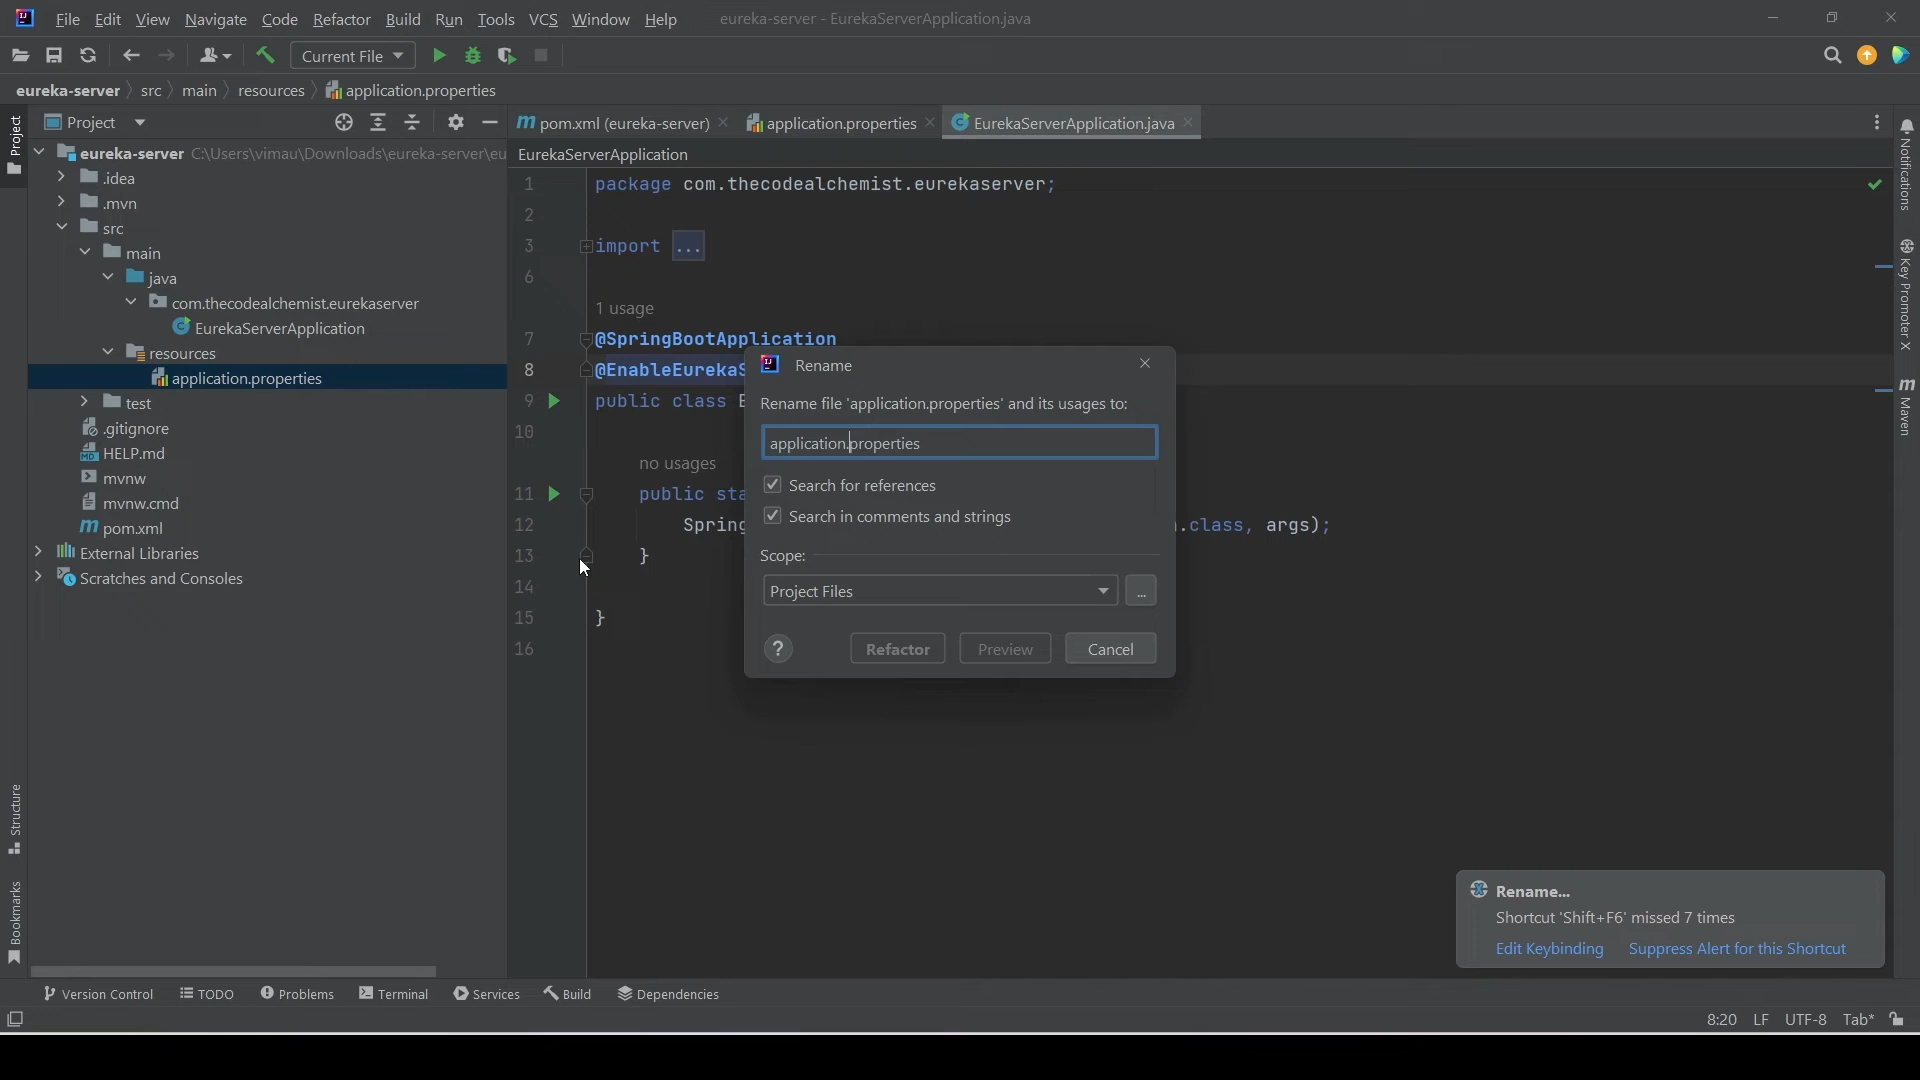 File Edit View Navigate Code Refactor Build Run Tools VCS Window Help eureka-server - EurekaServerApplication.java
Current File
eureka-server src main resources application.properties
Project
pom.xml (eureka-server) application.properties EurekaServerApplication.java
eureka-server C:\Users\vimau\Downloads\eureka-server\eu
.idea
.mvn
src
main
java
com.thecodealchemist.eurekaserver
EurekaServerApplication
resources
application.properties
test
.gitignore
HELP.md
mvnw
mvnw.cmd
pom.xml
External Libraries
Scratches and Consoles
EurekaServerApplication
1 package com.thecodealchemist.eurekaserver;
2
3 import ...
6
1 usage
7 @SpringBootApplication
8 @EnableEurekaS
9 public class E
10
no usages
11 public sta
12 Spring .class, args);
13 }
14
15 }
16
Rename
Rename file 'application.properties' and its usages to:
application.properties
Search for references
Search in comments and strings
Scope:
Project Files
...
? Refactor Preview Cancel
Rename...
Shortcut 'Shift+F6' missed 7 times
Edit Keybinding Suppress Alert for this Shortcut
Project
Structure
Bookmarks
Notifications
Key Promoter X
Maven
Version Control TODO Problems Terminal Services Build Dependencies
8:20 LF UTF-8 Tab*